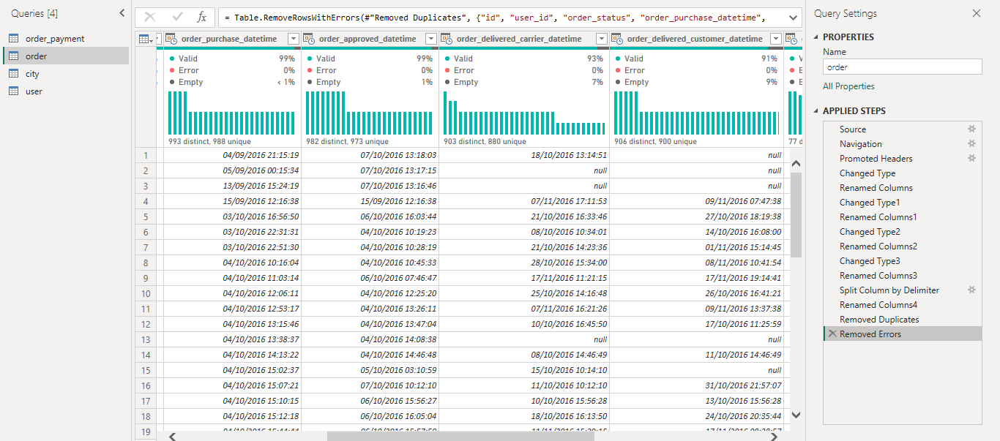 Queries [4]
order_payment
order
city
user
fx
= Table.RemoveRowsWithErrors(#"Removed Duplicates", {"id", "user_id", "order_status", "order_purchase_datetime",
order_purchase_datetime order_approved_datetime order_delivered_carrier_datetime order_delivered_customer_datetime
Valid 99% Valid 99% Valid 93% Valid 91% V
Error 0% Error 0% Error 0% Error 0% E
Empty < 1% Empty 1% Empty 7% Empty 9% E
993 distinct, 988 unique 982 distinct, 973 unique 903 distinct, 880 unique 906 distinct, 900 unique 77 d
1 04/09/2016 21:15:19 07/10/2016 13:18:03 18/10/2016 13:14:51 null
2 05/09/2016 00:15:34 07/10/2016 13:17:15 null null
3 13/09/2016 15:24:19 07/10/2016 13:16:46 null null
4 15/09/2016 12:16:38 15/09/2016 12:16:38 07/11/2016 17:11:53 09/11/2016 07:47:38
5 03/10/2016 16:56:50 06/10/2016 16:03:44 21/10/2016 16:33:46 27/10/2016 18:19:38
6 03/10/2016 22:31:31 04/10/2016 10:19:23 08/10/2016 10:34:01 14/10/2016 16:08:00
7 03/10/2016 22:51:30 04/10/2016 10:28:19 21/10/2016 14:23:36 01/11/2016 15:14:45
8 04/10/2016 10:16:04 04/10/2016 10:45:33 28/10/2016 15:34:00 08/11/2016 10:41:54
9 04/10/2016 11:03:14 06/10/2016 07:46:47 17/11/2016 11:21:15 17/11/2016 19:14:41
10 04/10/2016 12:06:11 04/10/2016 12:25:20 25/10/2016 14:16:48 26/10/2016 16:41:21
11 04/10/2016 12:53:17 04/10/2016 13:26:11 07/11/2016 16:21:26 09/11/2016 13:37:38
12 04/10/2016 13:15:46 04/10/2016 13:47:04 10/10/2016 16:45:50 17/10/2016 11:25:59
13 04/10/2016 13:38:37 04/10/2016 14:08:38 null null
14 04/10/2016 14:13:22 04/10/2016 14:46:48 08/10/2016 14:46:49 11/10/2016 14:46:49
15 04/10/2016 15:02:37 05/10/2016 03:10:59 15/10/2016 14:14:10 null
16 04/10/2016 15:07:21 07/10/2016 10:12:10 11/10/2016 10:12:10 31/10/2016 21:57:07
17 04/10/2016 15:10:15 06/10/2016 15:56:27 10/10/2016 15:56:28 13/10/2016 15:56:28
18 04/10/2016 15:12:18 06/10/2016 16:05:04 18/10/2016 16:13:50 24/10/2016 20:35:44
19
Query Settings
PROPERTIES
Name
order
All Properties
APPLIED STEPS
Source
Navigation
Promoted Headers
Changed Type
Renamed Columns
Changed Type1
Renamed Columns1
Changed Type2
Renamed Columns2
Changed Type3
Renamed Columns3
Split Column by Delimiter
Renamed Columns4
Removed Duplicates
Removed Errors